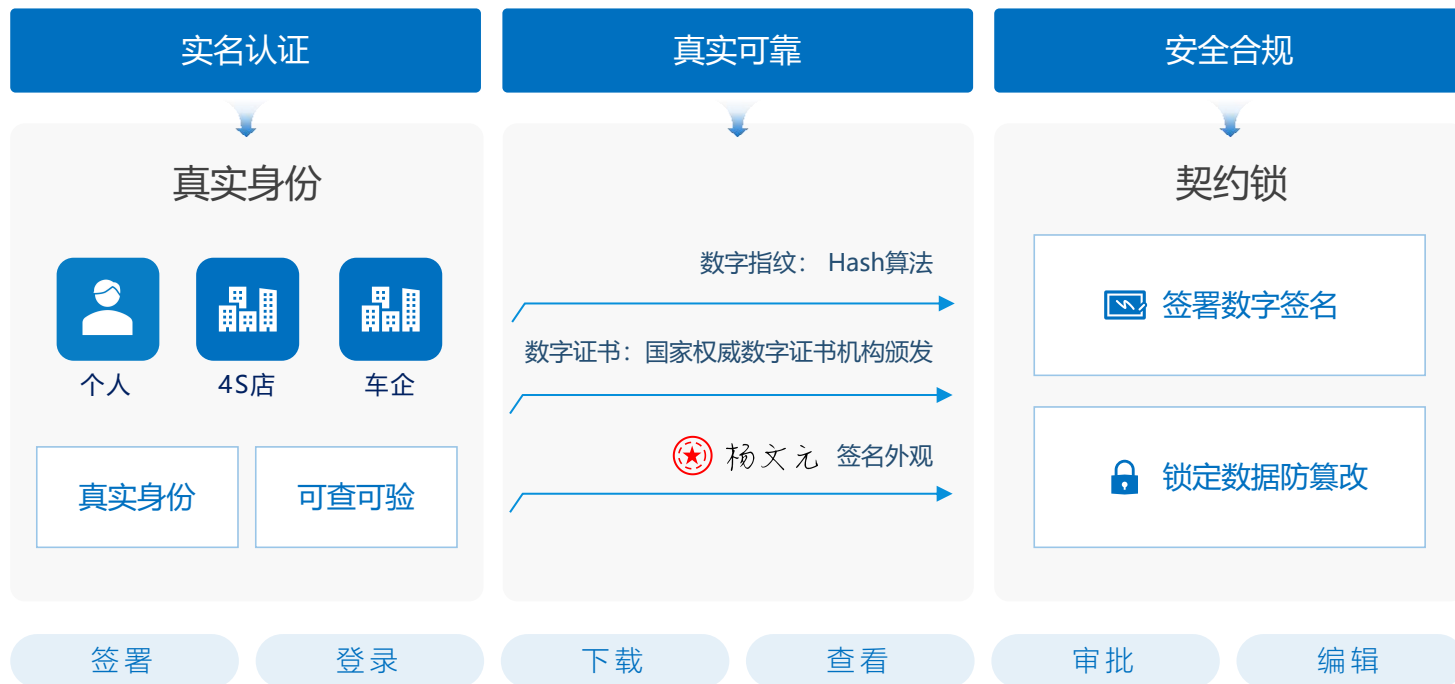 实名认证
真实可靠
安全合规
真实身份
个人
4S店
车企
真实身份
可查可验
数字指纹： Hash算法
数字证书：国家权威数字证书机构颁发
杨文元 签名外观
契约锁
签署数字签名
锁定数据防篡改
签署
登录
下载
查看
审批
编辑